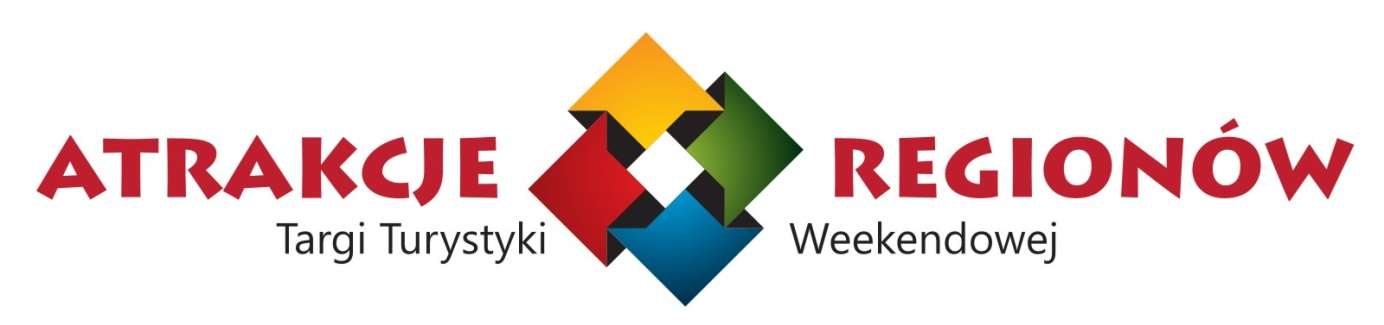 ATRAKCJE REGIONÓW
Targi Turystyki Weekendowej